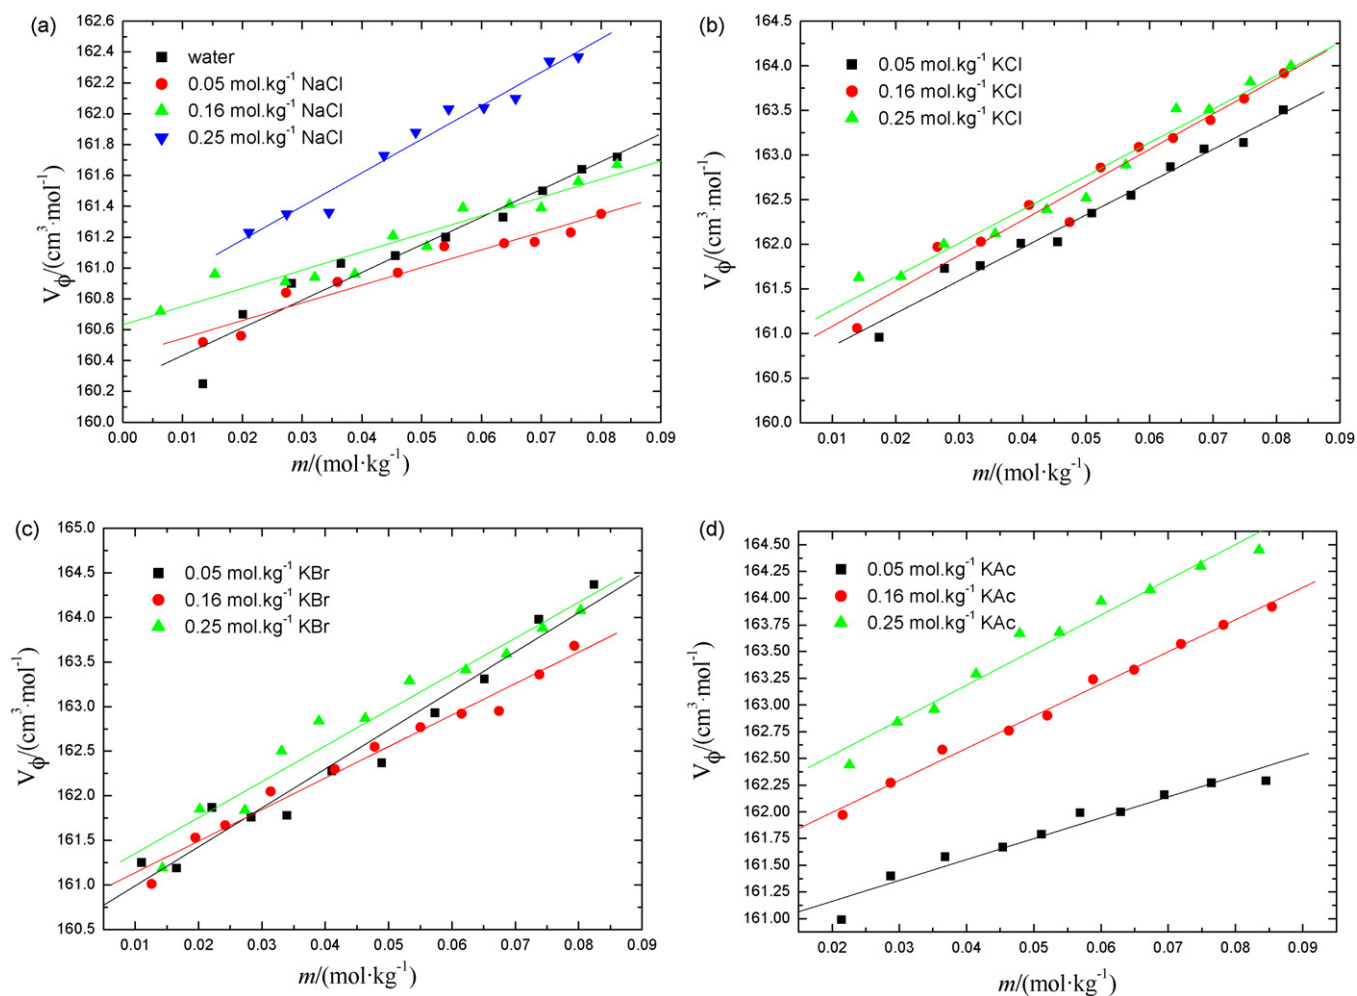 (a)
162.6
162.4
162.2
162.0
161.8
161.6
161.4
161.2
161.0
160.8
160.6
160.4
160.2
160.0
V_ϕ/(cm³·mol⁻¹)
water
0.05 mol.kg⁻¹ NaCl
0.16 mol.kg⁻¹ NaCl
0.25 mol.kg⁻¹ NaCl
0.00 0.01 0.02 0.03 0.04 0.05 0.06 0.07 0.08 0.09
m/(mol·kg⁻¹)
(b)
164.5
164.0
163.5
163.0
162.5
162.0
161.5
161.0
160.5
160.0
V_ϕ/(cm³·mol⁻¹)
0.05 mol.kg⁻¹ KCl
0.16 mol.kg⁻¹ KCl
0.25 mol.kg⁻¹ KCl
0.01 0.02 0.03 0.04 0.05 0.06 0.07 0.08 0.09
m/(mol·kg⁻¹)
(c)
165.0
164.5
164.0
163.5
163.0
162.5
162.0
161.5
161.0
160.5
V_ϕ/(cm³·mol⁻¹)
0.05 mol.kg⁻¹ KBr
0.16 mol.kg⁻¹ KBr
0.25 mol.kg⁻¹ KBr
0.01 0.02 0.03 0.04 0.05 0.06 0.07 0.08 0.09
m/(mol·kg⁻¹)
(d)
164.50
164.25
164.00
163.75
163.50
163.25
163.00
162.75
162.50
162.25
162.00
161.75
161.50
161.25
161.00
V_ϕ/(cm³·mol⁻¹)
0.05 mol.kg⁻¹ KAc
0.16 mol.kg⁻¹ KAc
0.25 mol.kg⁻¹ KAc
0.02 0.03 0.04 0.05 0.06 0.07 0.08 0.09
m/(mol·kg⁻¹)